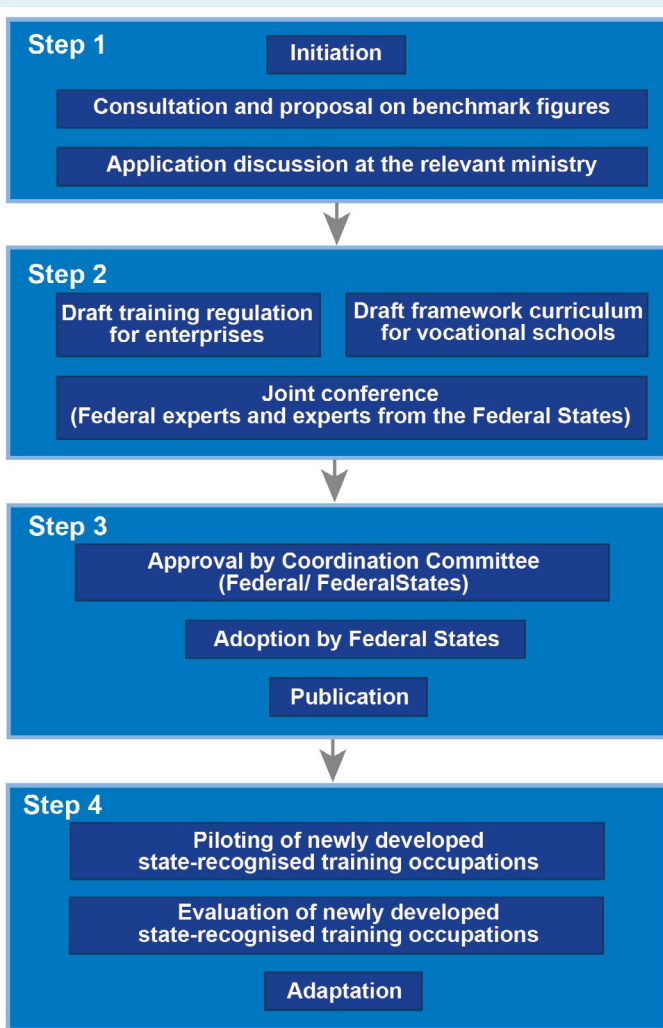 Step 1
Initiation
Consultation and proposal on benchmark figures
Application discussion at the relevant ministry
Step 2
Draft training regulation
for enterprises
Draft framework curriculum
for vocational schools
Joint conference
(Federal experts and experts from the Federal States)
Step 3
Approval by Coordination Committee
(Federal/ FederalStates)
Adoption by Federal States
Publication
Step 4
Piloting of newly developed
state-recognised training occupations
Evaluation of newly developed
state-recognised training occupations
Adaptation